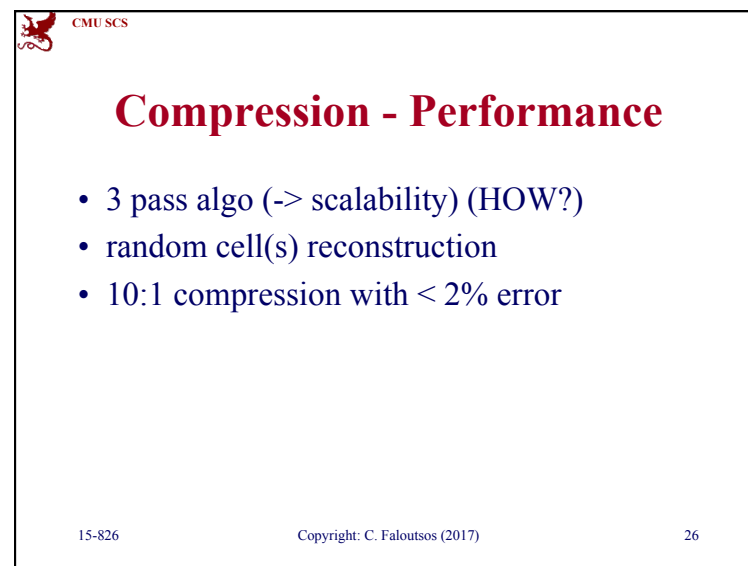 CMU SCS
Compression - Performance
• 3 pass algo (-> scalability) (HOW?)
• random cell(s) reconstruction
• 10:1 compression with < 2% error
15-826 Copyright: C. Faloutsos (2017) 26